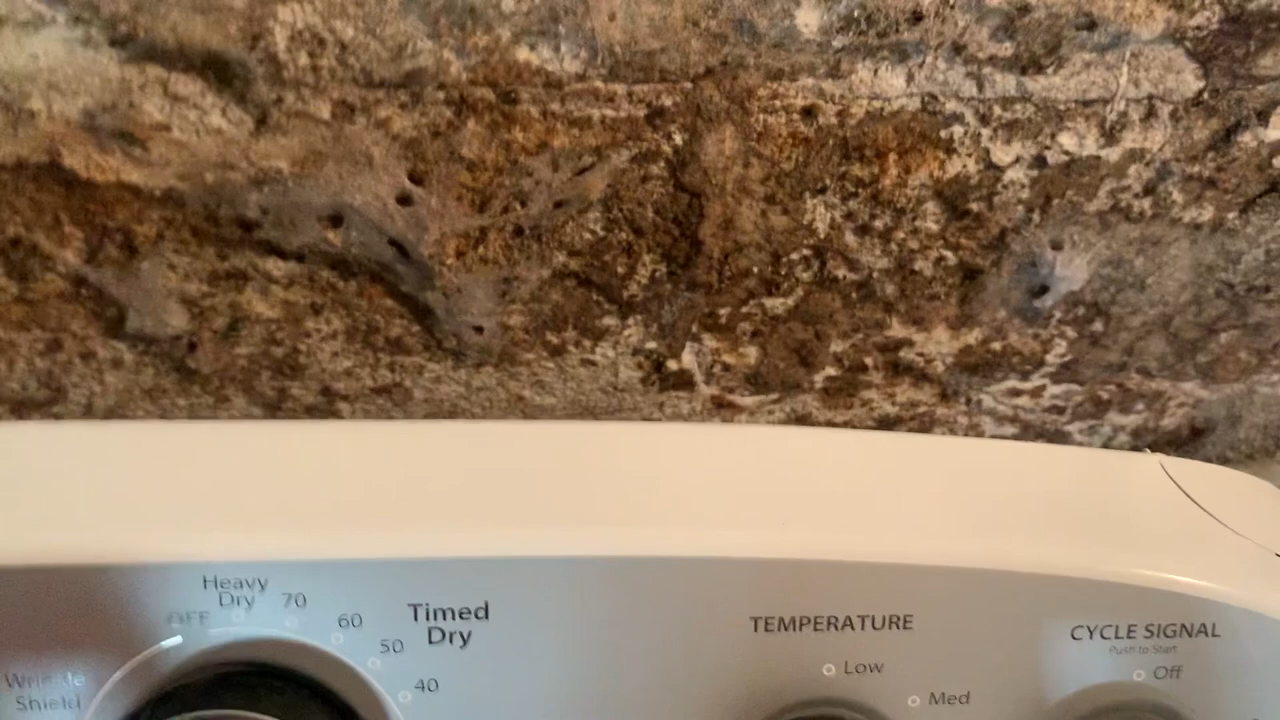 Heavy
Dry
OFF
70
60
50
40
Timed
Dry
Wrinkle
Shield
TEMPERATURE
Low
Med
CYCLE SIGNAL
Push to Start
Off